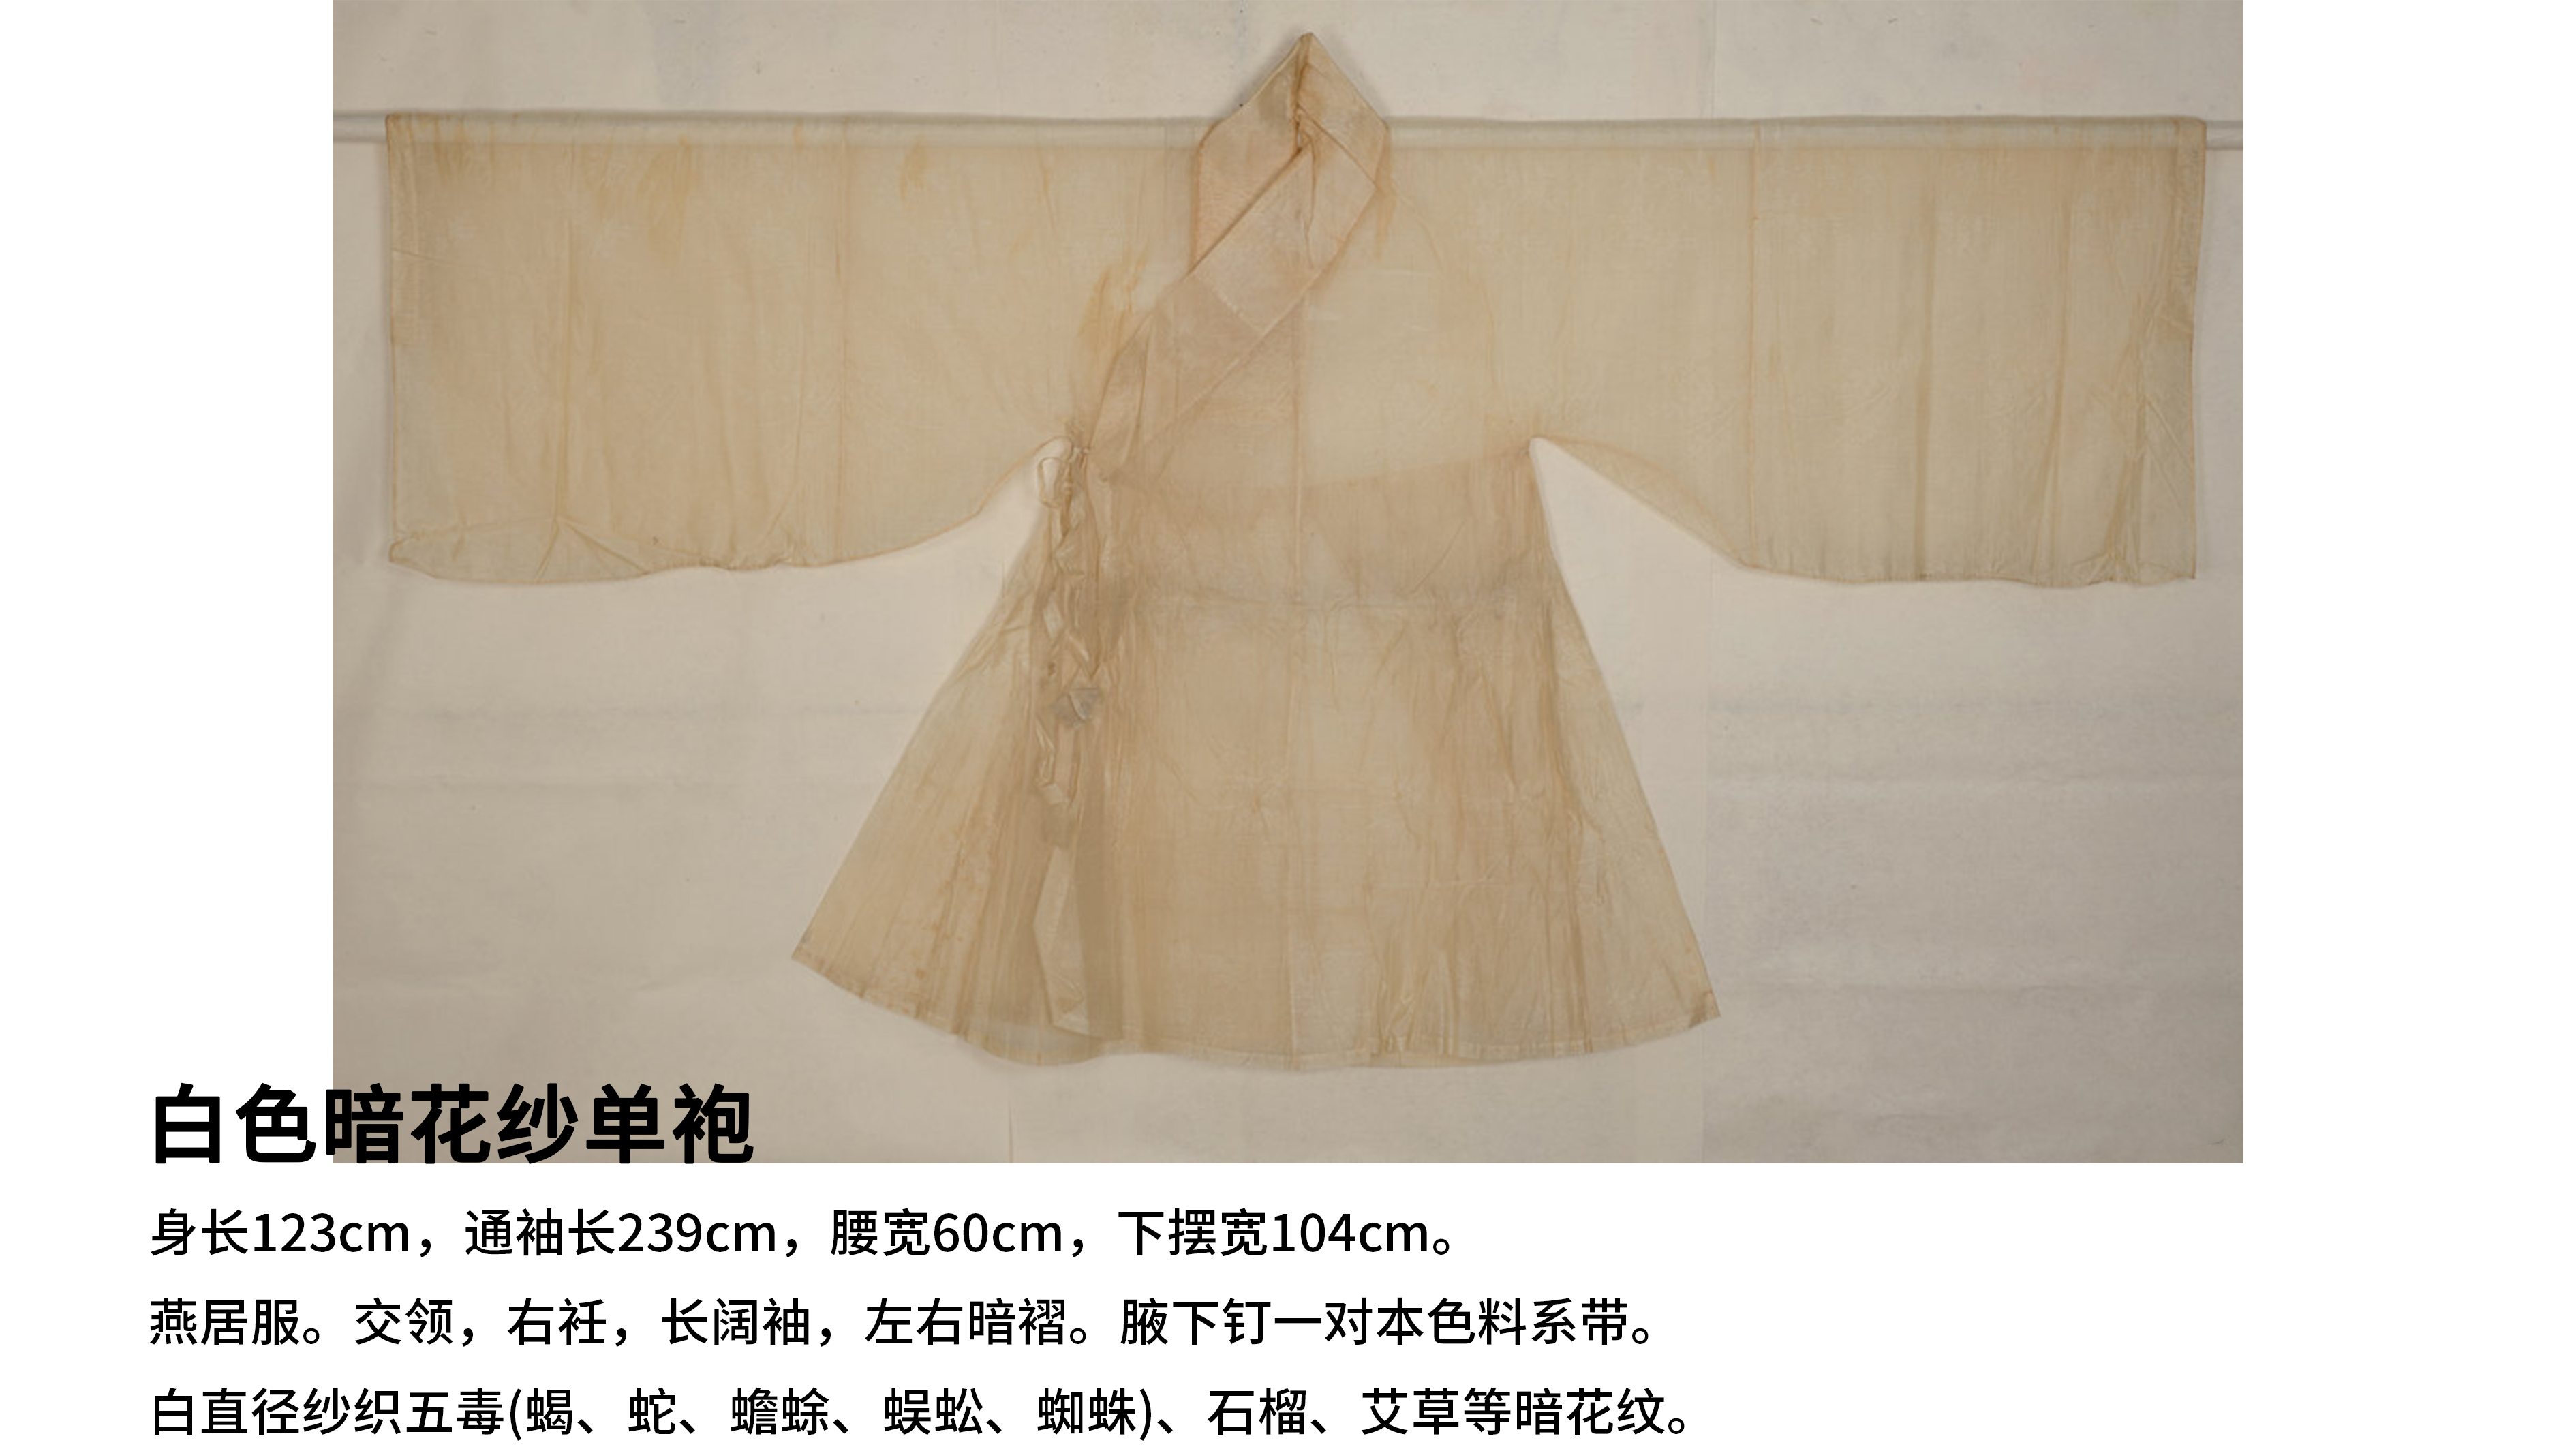 白色暗花纱单袍
身长123cm，通袖长239cm，腰宽60cm，下摆宽104cm。
燕居服。交领，右衽，长阔袖，左右暗褶。腋下钉一对本色料系带。
白直径纱织五毒(蝎、蛇、蟾蜍、蜈蚣、蜘蛛)、石榴、艾草等暗花纹。